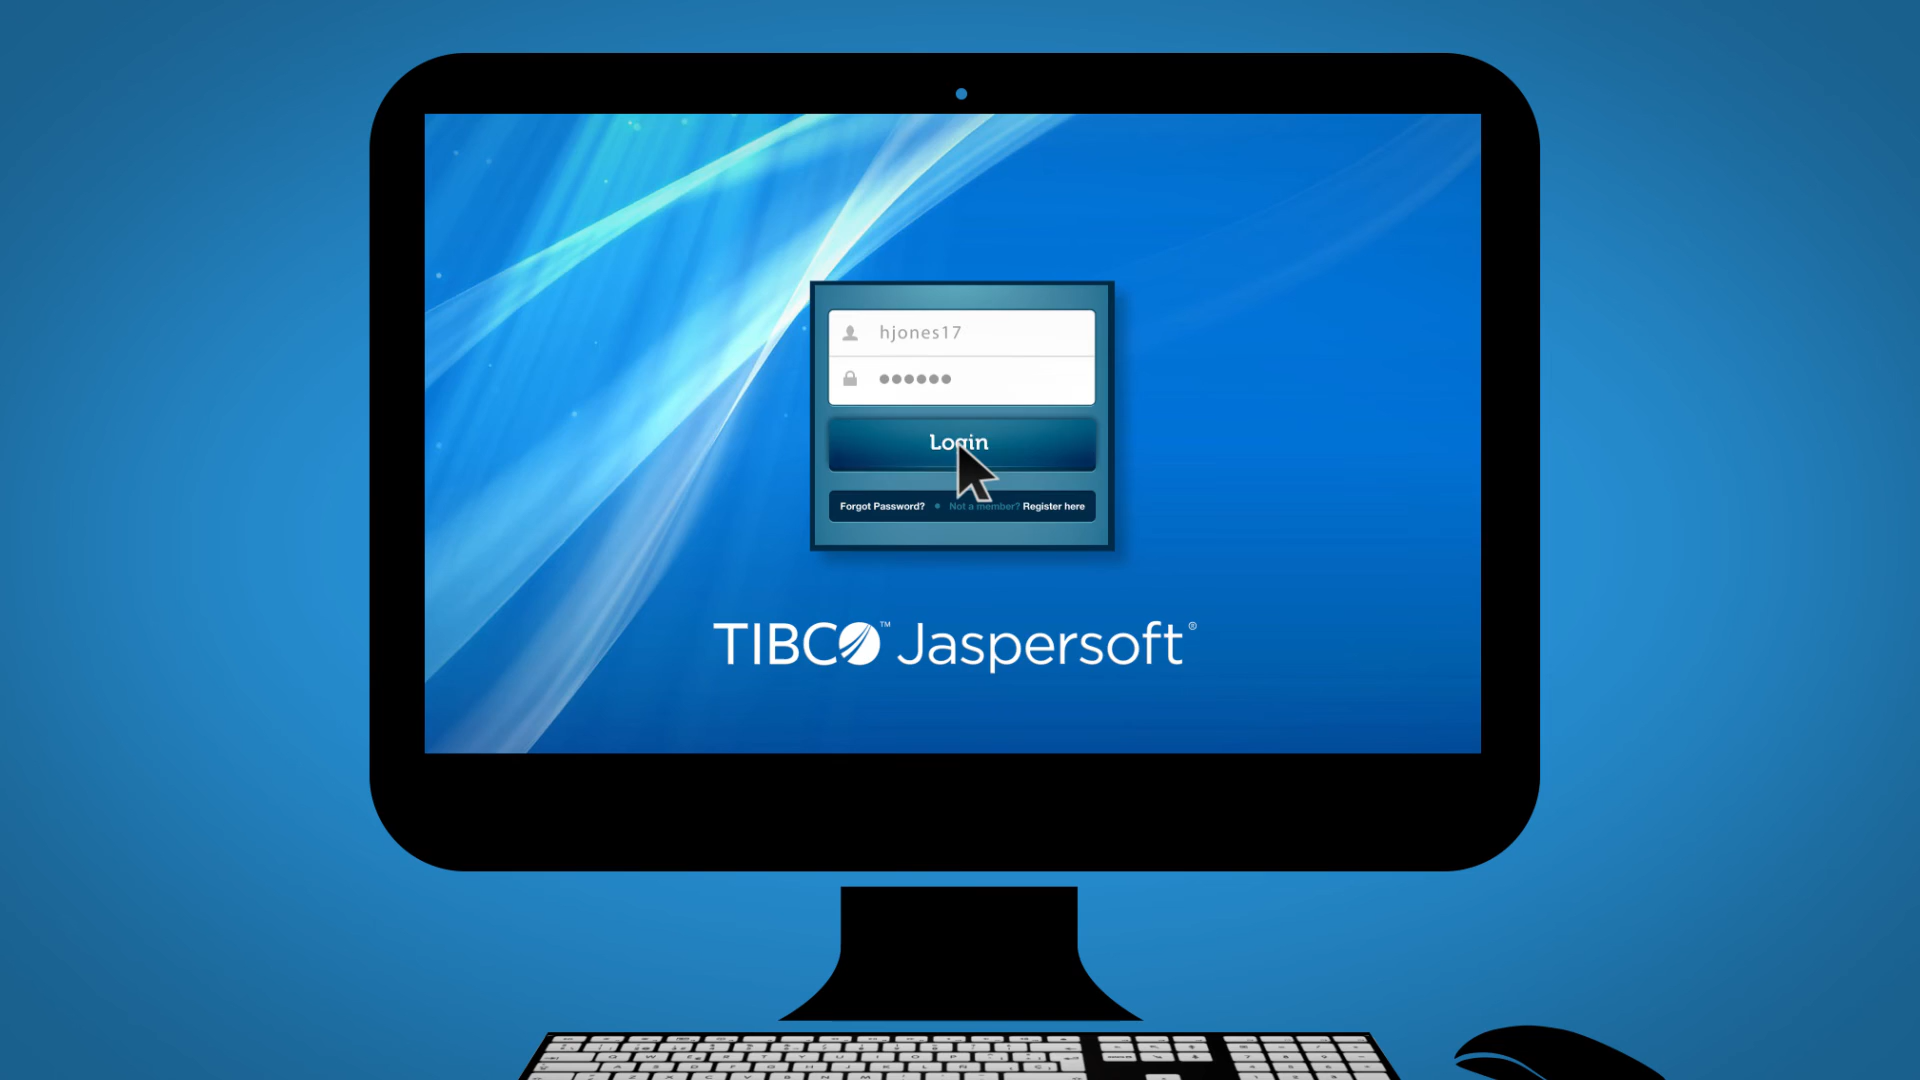 hjones17
Login
Forgot Password? • Not a member? Register here
TIBCO™ Jaspersoft®